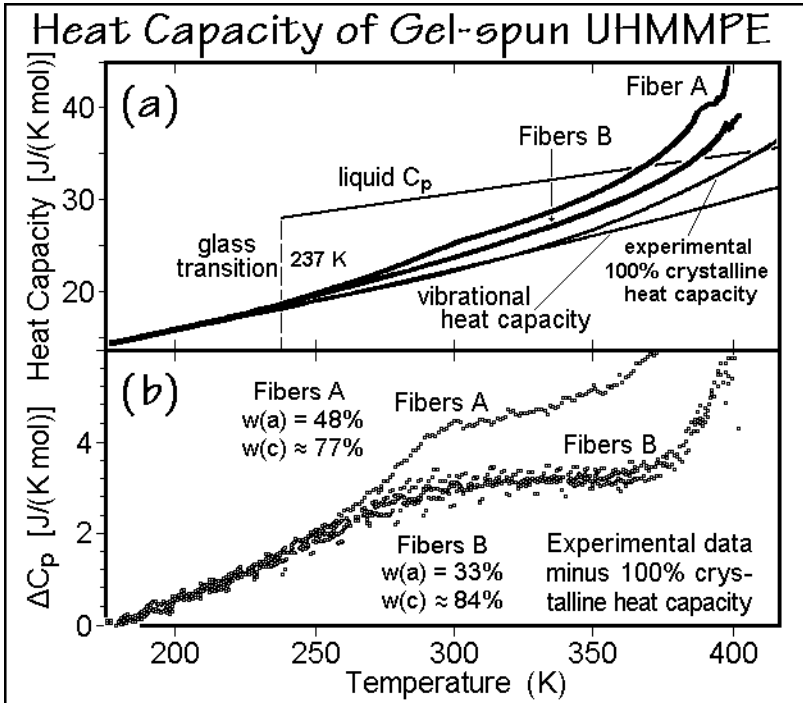 Heat Capacity of Gel-spun UHMMPE
(a)
Heat Capacity [J/(K mol)]
40
30
20
Fiber A
Fibers B
liquid Cp
glass
transition
237 K
vibrational
heat capacity
experimental
100% crystalline
heat capacity
(b)
ΔCp [J/(K mol)]
4
2
0
Fibers A
w(a) = 48%
w(c) ≈ 77%
Fibers A
Fibers B
Fibers B
w(a) = 33%
w(c) ≈ 84%
Experimental data
minus 100% crys-
talline heat capacity
200
250
300
350
400
Temperature (K)